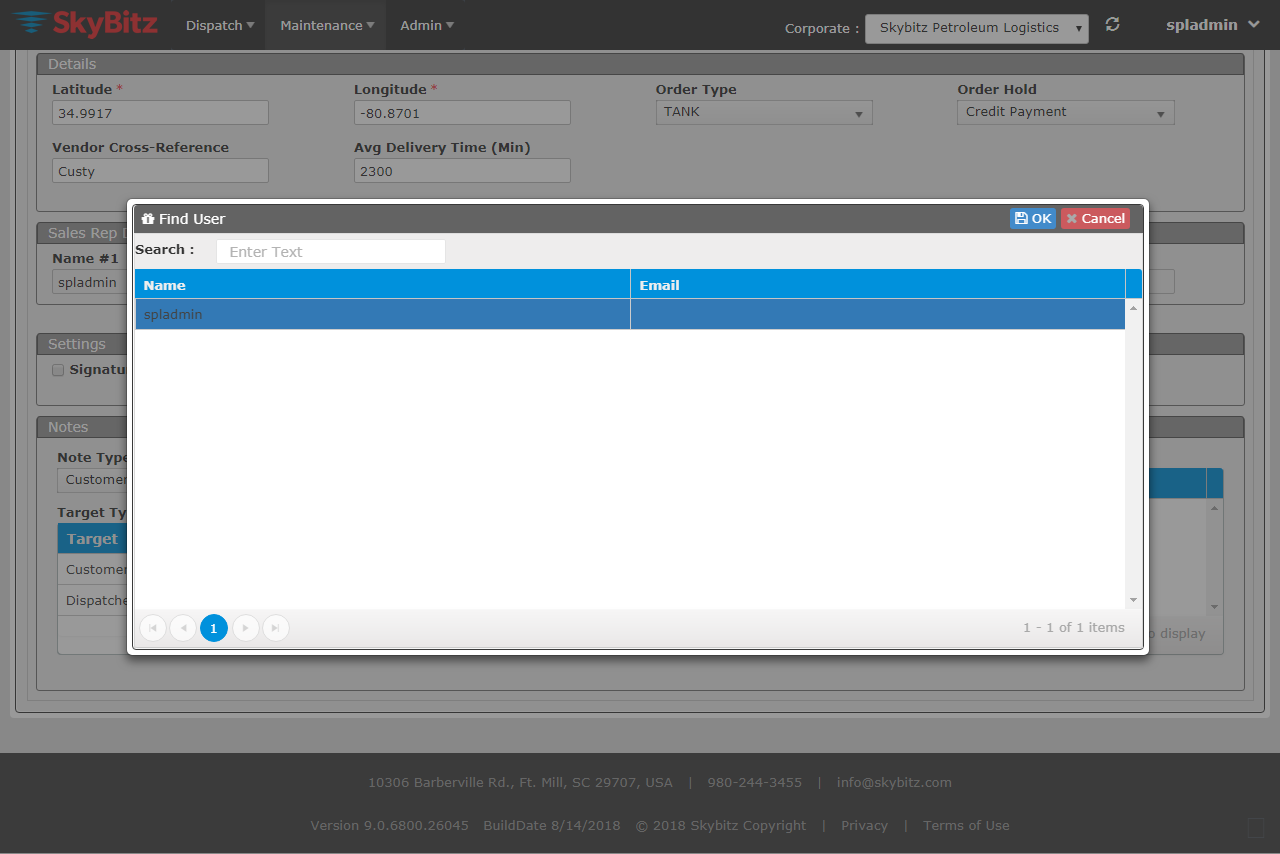 SkyBitz Dispatch Maintenance Admin Corporate : Skybitz Petroleum Logistics spladmin
Details
Latitude * Longitude * Order Type Order Hold
34.9917 -80.8701 TANK Credit Payment
Vendor Cross-Reference Avg Delivery Time (Min)
Custy 2300
Find User OK Cancel
Sales Rep
Search : Enter Text
Name #1
spladmin
Name Email
spladmin
Settings
Signatu
Notes
Note Type
Customer
Target Ty
Target
Customer
Dispatche
1 1 - 1 of 1 items
display
10306 Barberville Rd., Ft. Mill, SC 29707, USA | 980-244-3455 | info@skybitz.com
Version 9.0.6800.26045 BuildDate 8/14/2018 © 2018 Skybitz Copyright | Privacy | Terms of Use